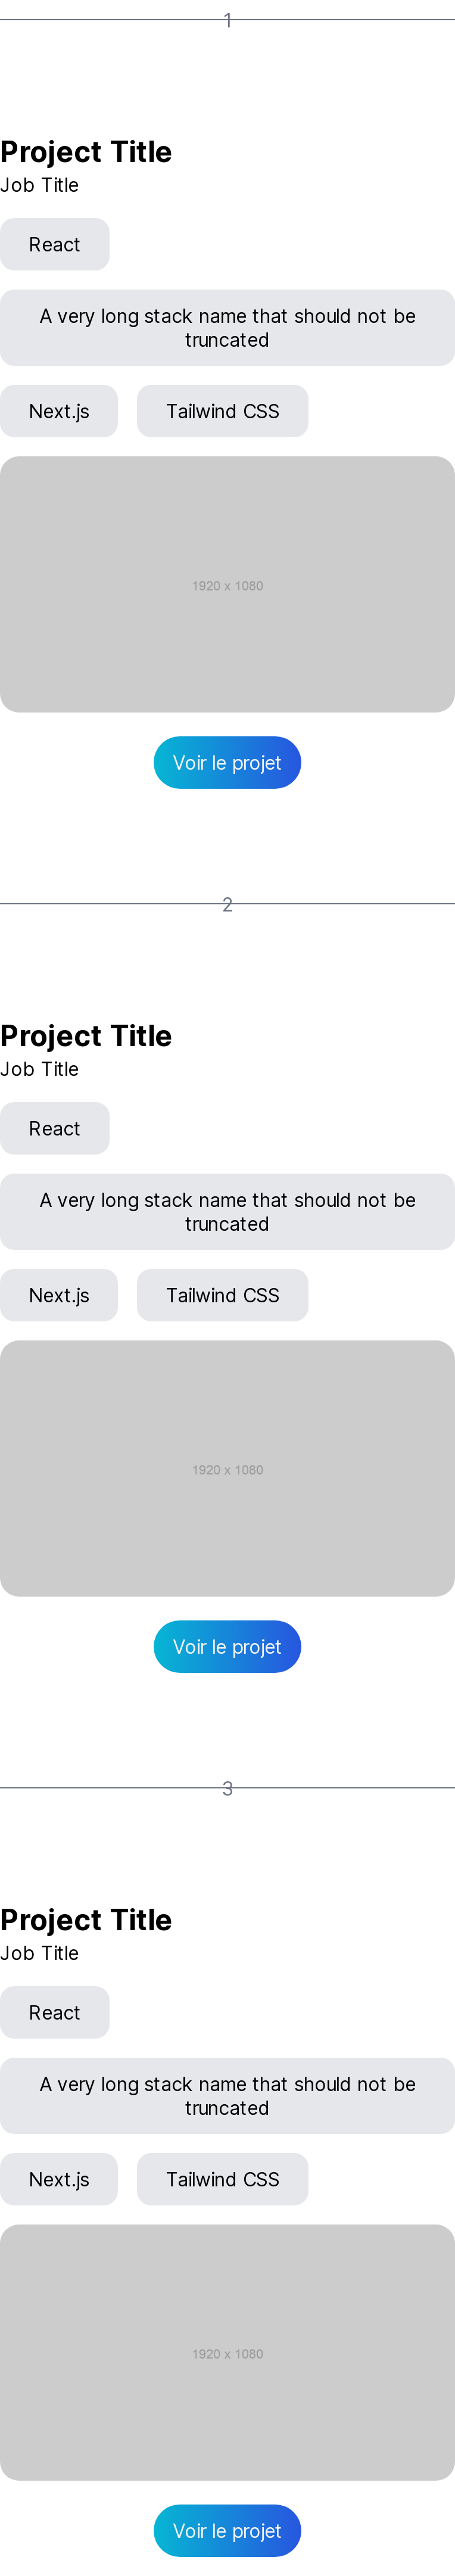 1
Project Title
Job Title
React
A very long stack name that should not be
truncated
Next.js
Tailwind CSS
1920 x 1080
Voir le projet
2
Project Title
Job Title
React
A very long stack name that should not be
truncated
Next.js
Tailwind CSS
1920 x 1080
Voir le projet
3
Project Title
Job Title
React
A very long stack name that should not be
truncated
Next.js
Tailwind CSS
1920 x 1080
Voir le projet